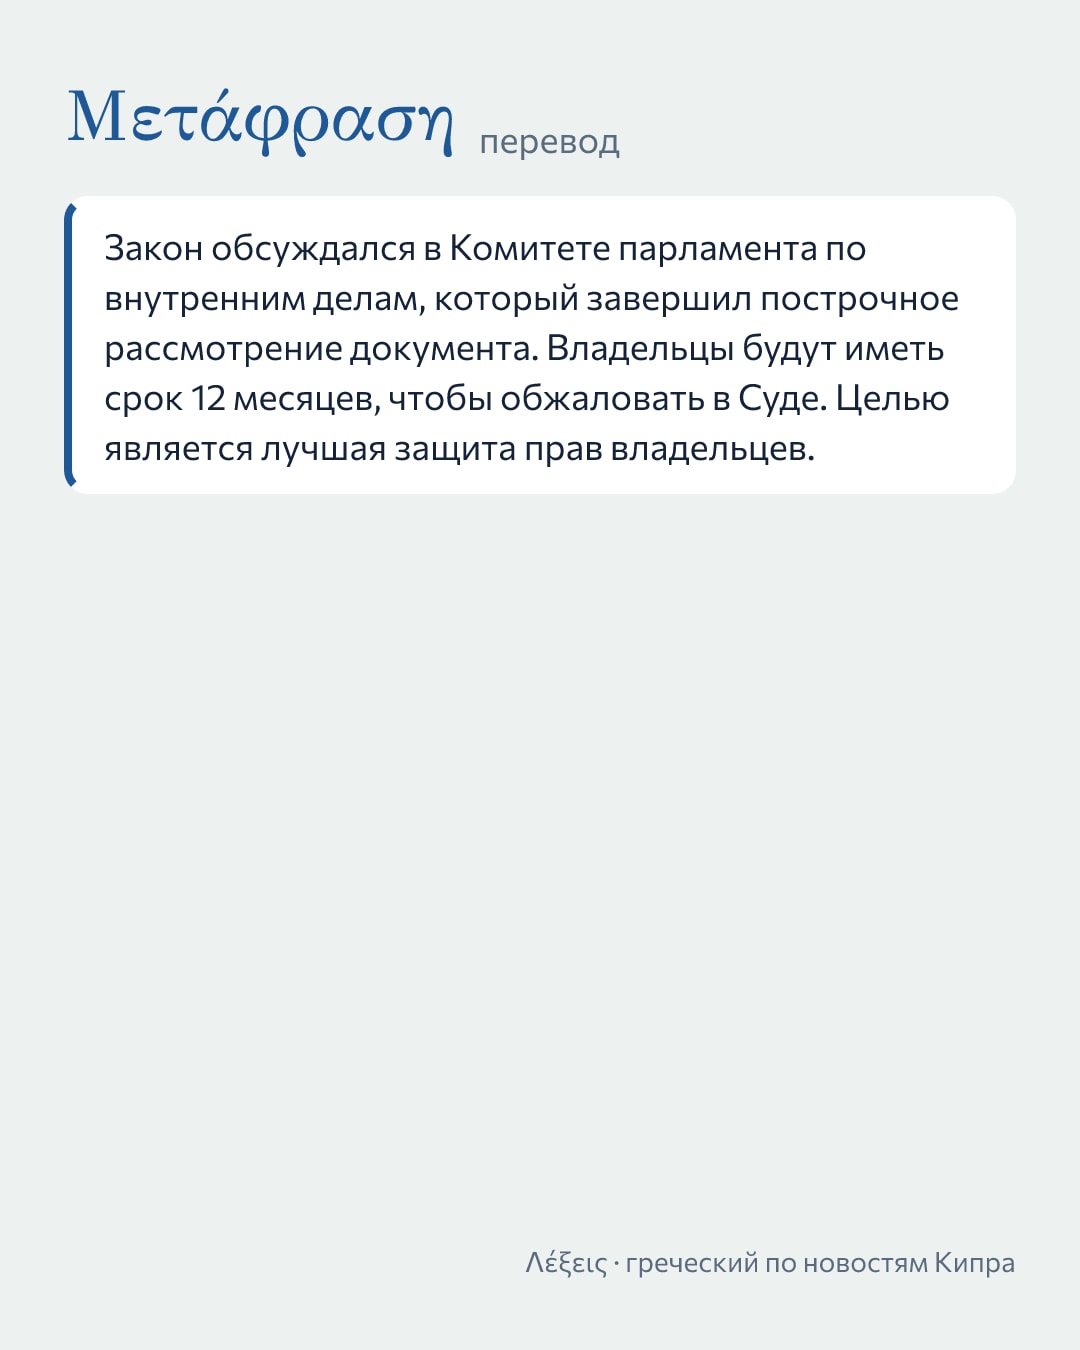 Μετάφραση перевод
Закон обсуждался в Комитете парламента по
внутренним делам, который завершил построчное
рассмотрение документа. Владельцы будут иметь
срок 12 месяцев, чтобы обжаловать в Суде. Целью
является лучшая защита прав владельцев.
Λέξεις · греческий по новостям Кипра